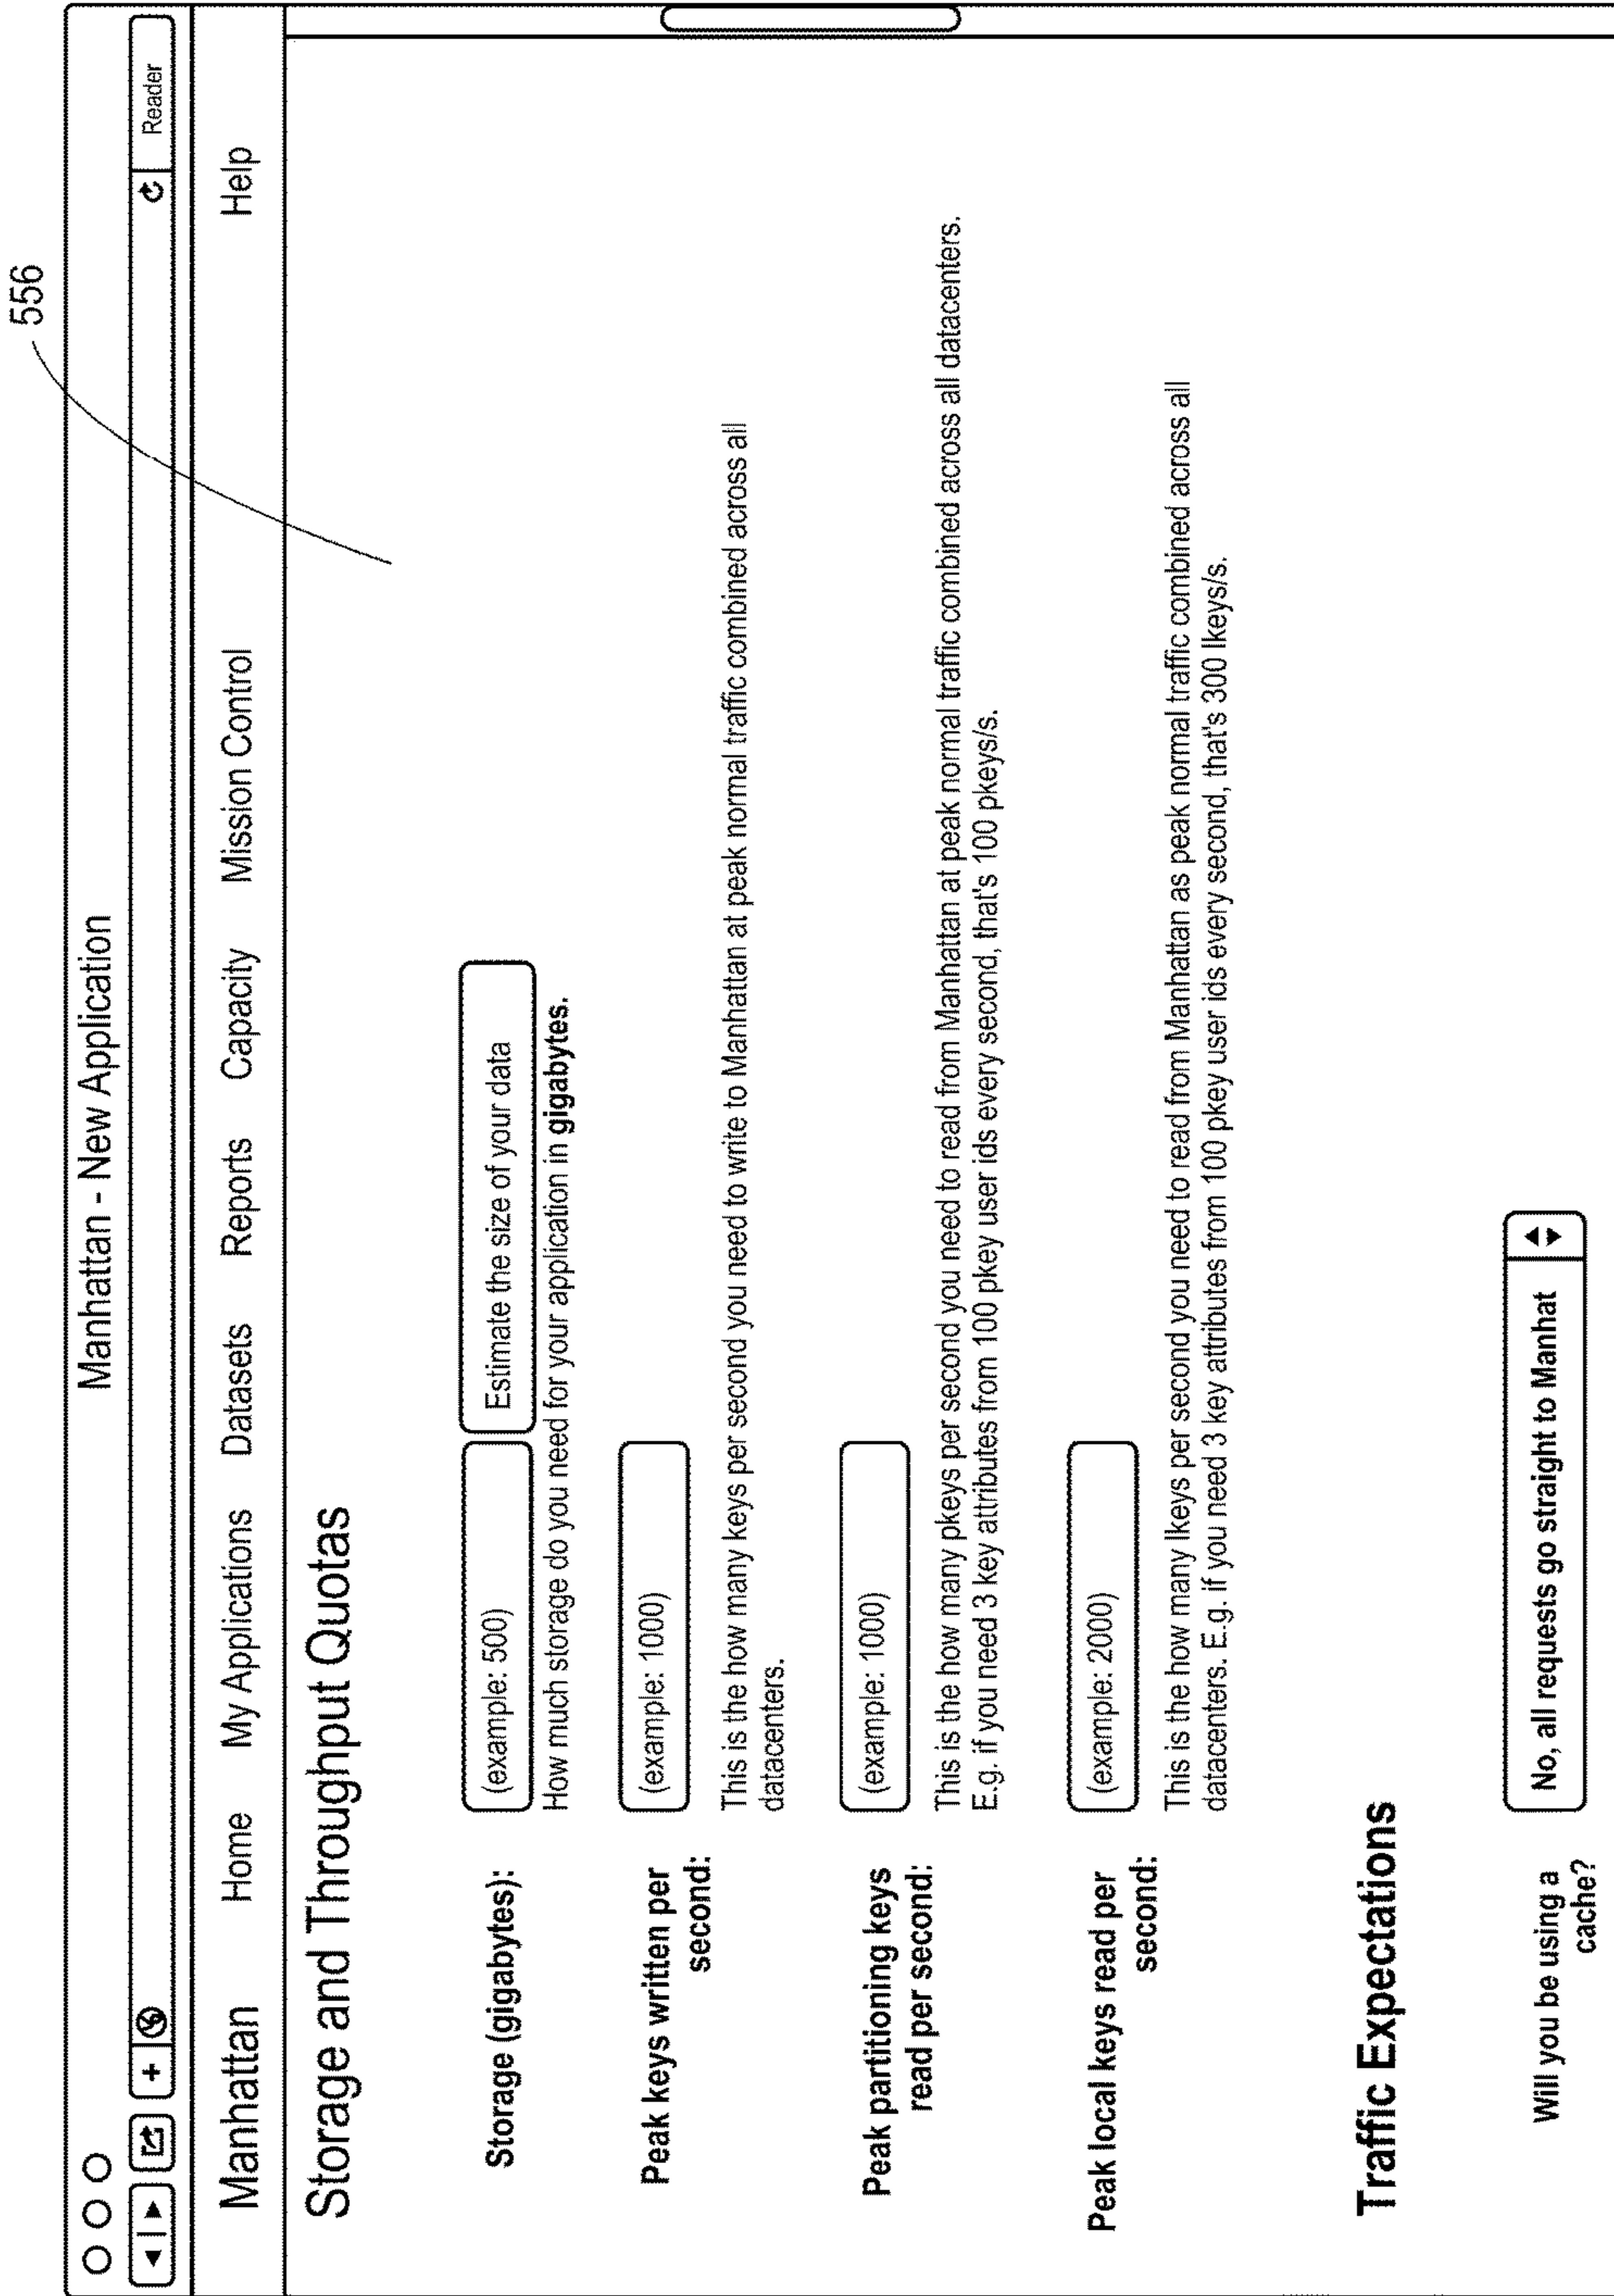 556
Manhattan - New Application
Reader
Manhattan Home My Applications Datasets Reports Capacity Mission Control Help
Storage and Throughput Quotas
Storage (gigabytes):
(example: 500) Estimate the size of your data
How much storage do you need for your application in gigabytes.
Peak keys written per
second:
(example: 1000)
This is the how many keys per second you need to write to Manhattan at peak normal traffic combined across all
datacenters.
Peak partitioning keys
read per second:
(example: 1000)
This is the how many pkeys per second you need to read from Manhattan at peak normal traffic combined across all datacenters.
E.g. if you need 3 key attributes from 100 pkey user ids every second, that's 100 pkeys/s.
Peak local keys read per
second:
(example: 2000)
This is the how many lkeys per second you need to read from Manhattan as peak normal traffic combined across all
datacenters. E.g. if you need 3 key attributes from 100 pkey user ids every second, that's 300 lkeys/s.
Traffic Expectations
Will you be using a
cache?
No, all requests go straight to Manhat